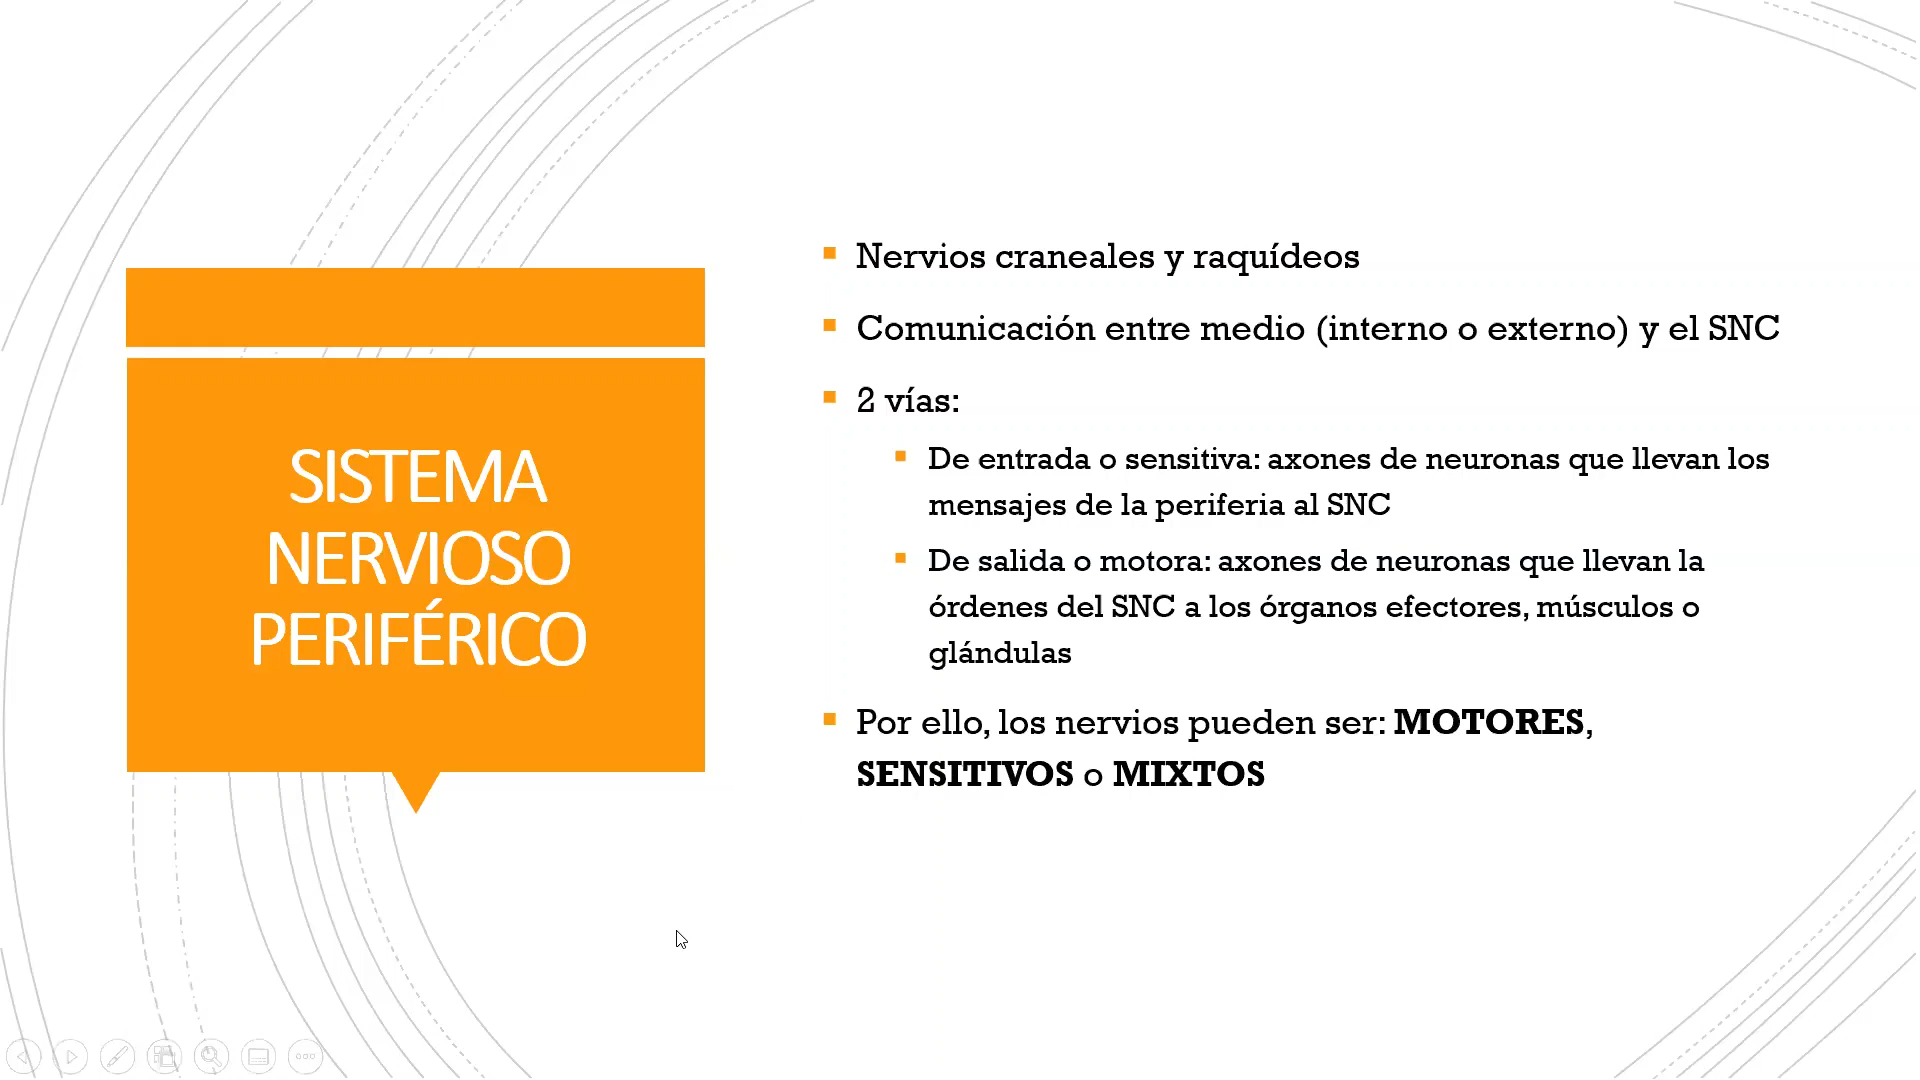 SISTEMA
NERVIOSO
PERIFÉRICO
Nervios craneales y raquídeos
Comunicación entre medio (interno o externo) y el SNC
2 vías:
De entrada o sensitiva: axones de neuronas que llevan los
mensajes de la periferia al SNC
De salida o motora: axones de neuronas que llevan la
órdenes del SNC a los órganos efectores, músculos o
glándulas
Por ello, los nervios pueden ser: MOTORES,
SENSITIVOS o MIXTOS